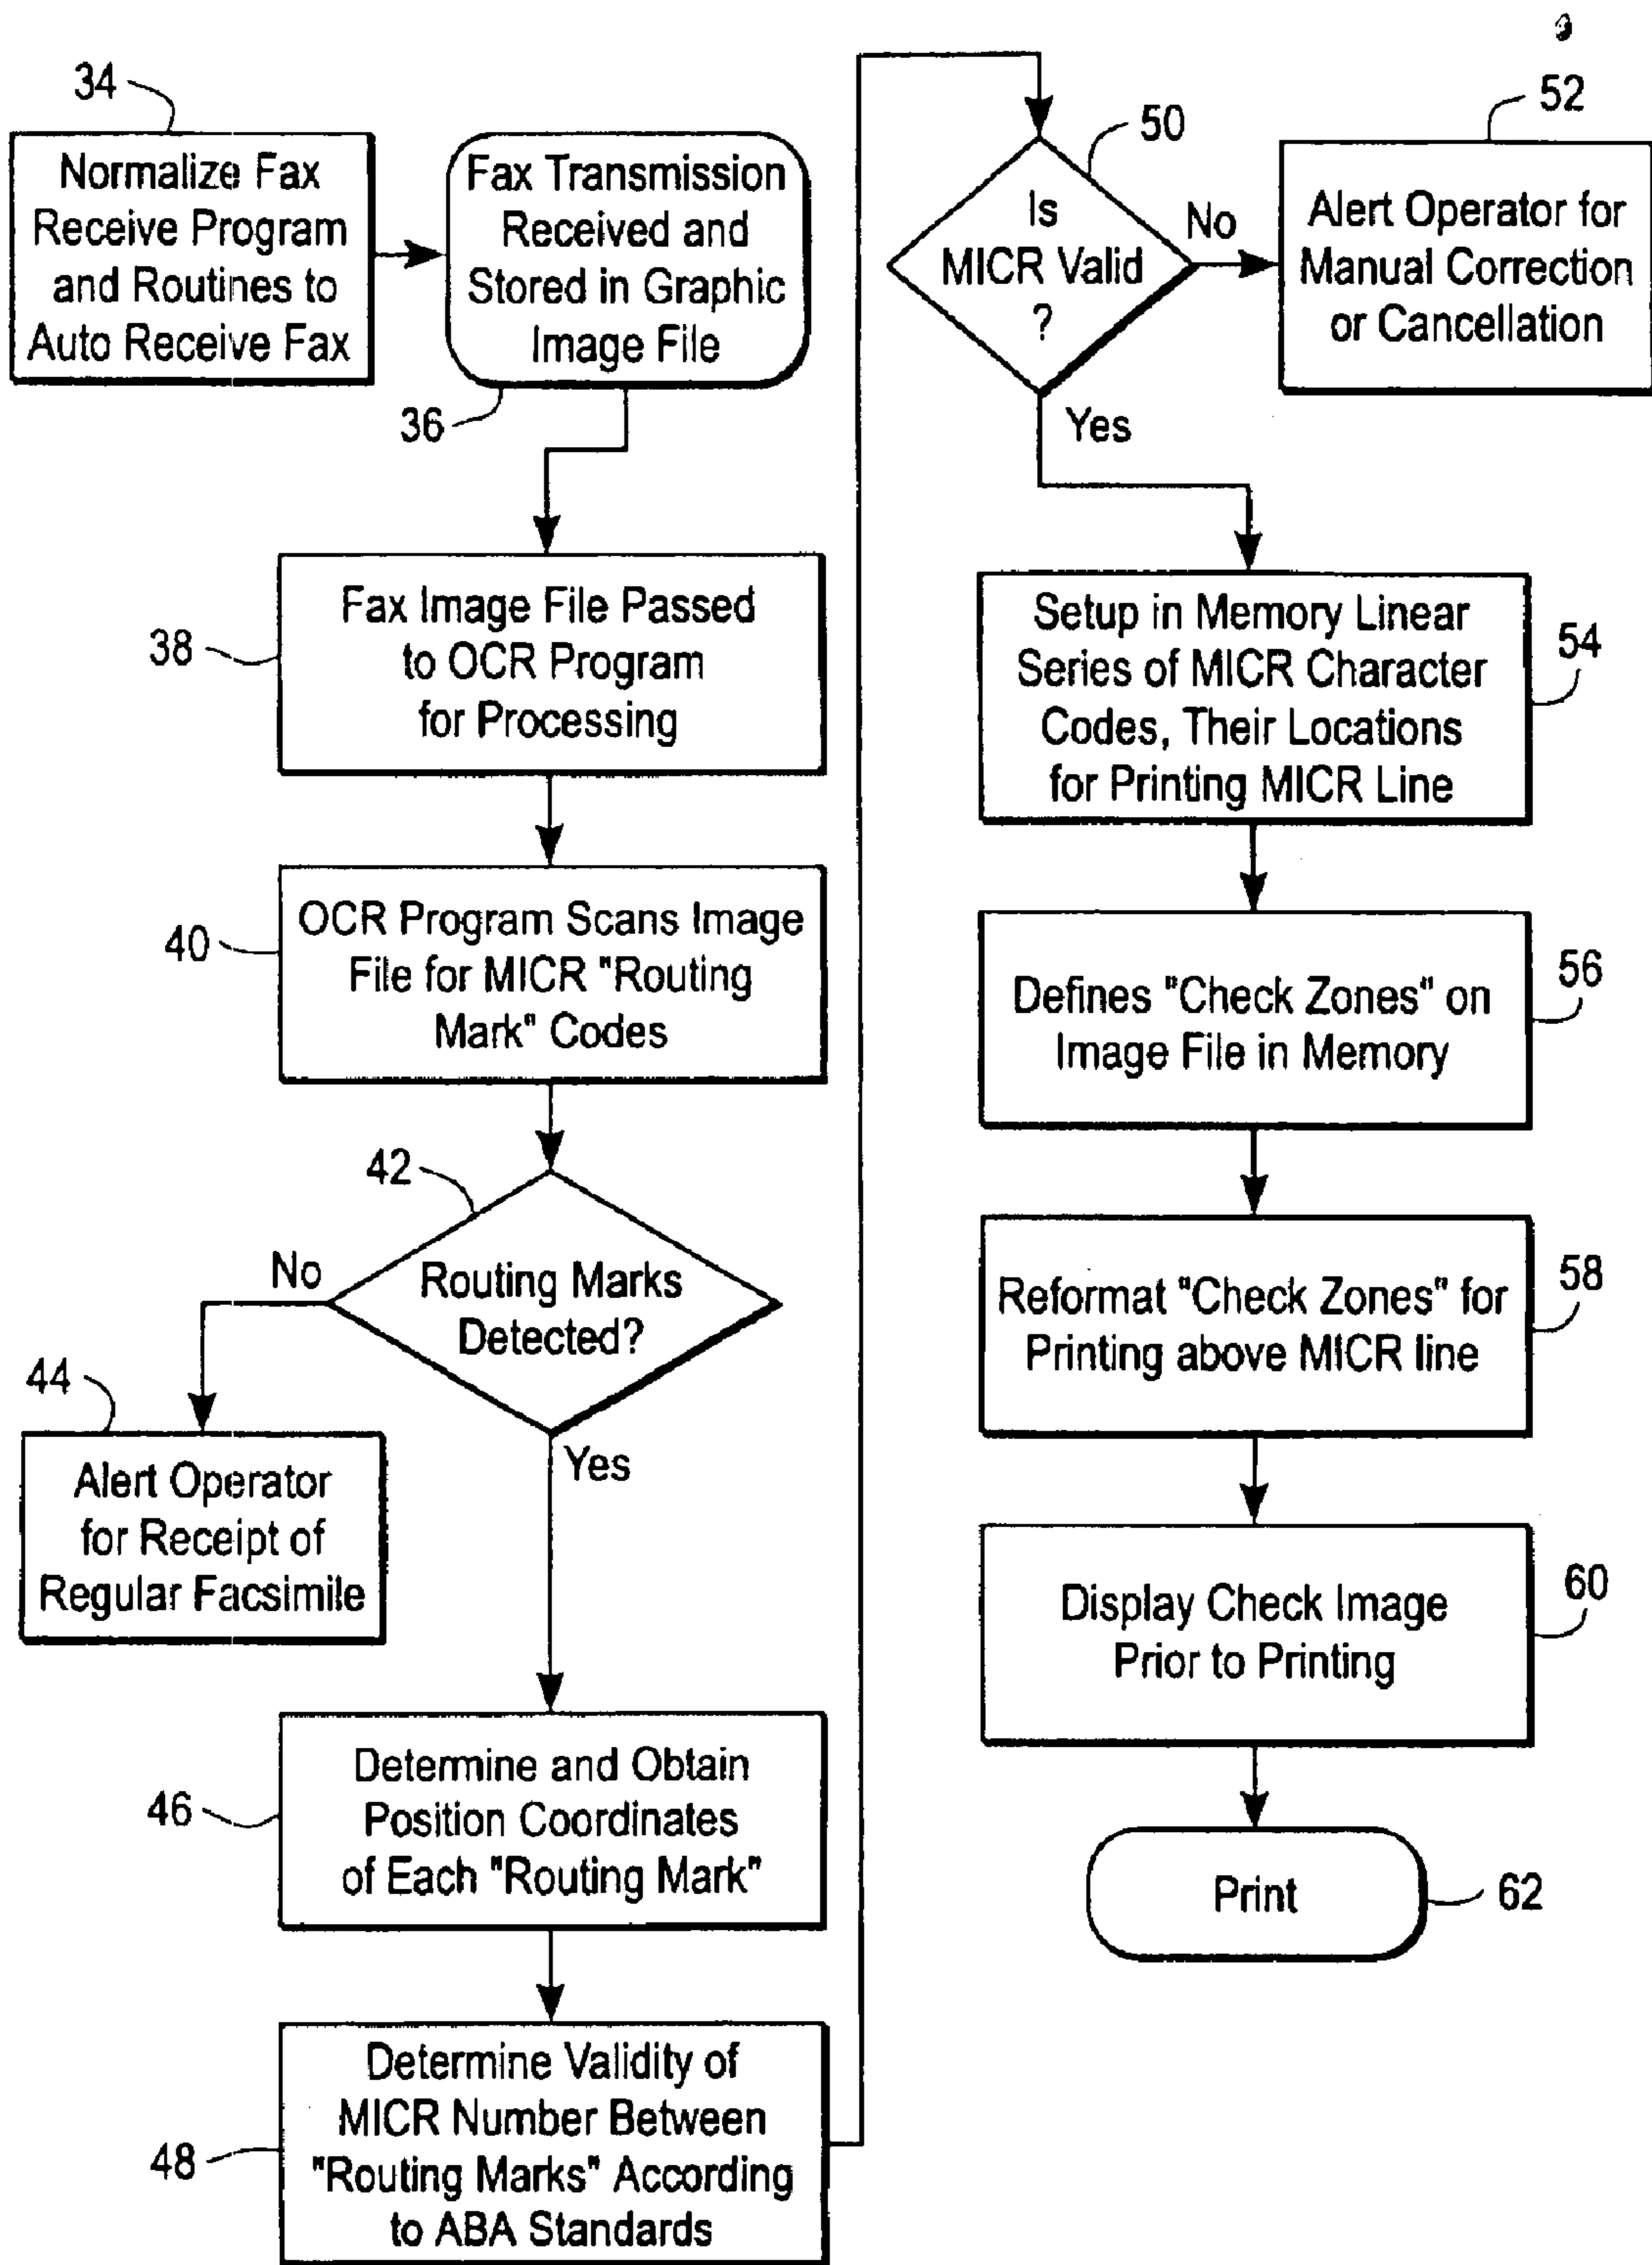 34
Normalize Fax
Receive Program
and Routines to
Auto Receive Fax
Fax Transmission
Received and
Stored in Graphic
Image File
36
38
Fax Image File Passed
to OCR Program
for Processing
40
OCR Program Scans Image
File for MICR "Routing
Mark" Codes
42
Routing Marks
Detected?
No
44
Alert Operator
for Receipt of
Regular Facsimile
Yes
46
Determine and Obtain
Position Coordinates
of Each "Routing Mark"
48
Determine Validity of
MICR Number Between
"Routing Marks" According
to ABA Standards
50
Is
MICR Valid
?
No
52
Alert Operator for
Manual Correction
or Cancellation
Yes
54
Setup in Memory Linear
Series of MICR Character
Codes, Their Locations
for Printing MICR Line
56
Defines "Check Zones" on
Image File in Memory
58
Reformat "Check Zones" for
Printing above MICR line
60
Display Check Image
Prior to Printing
Print
62